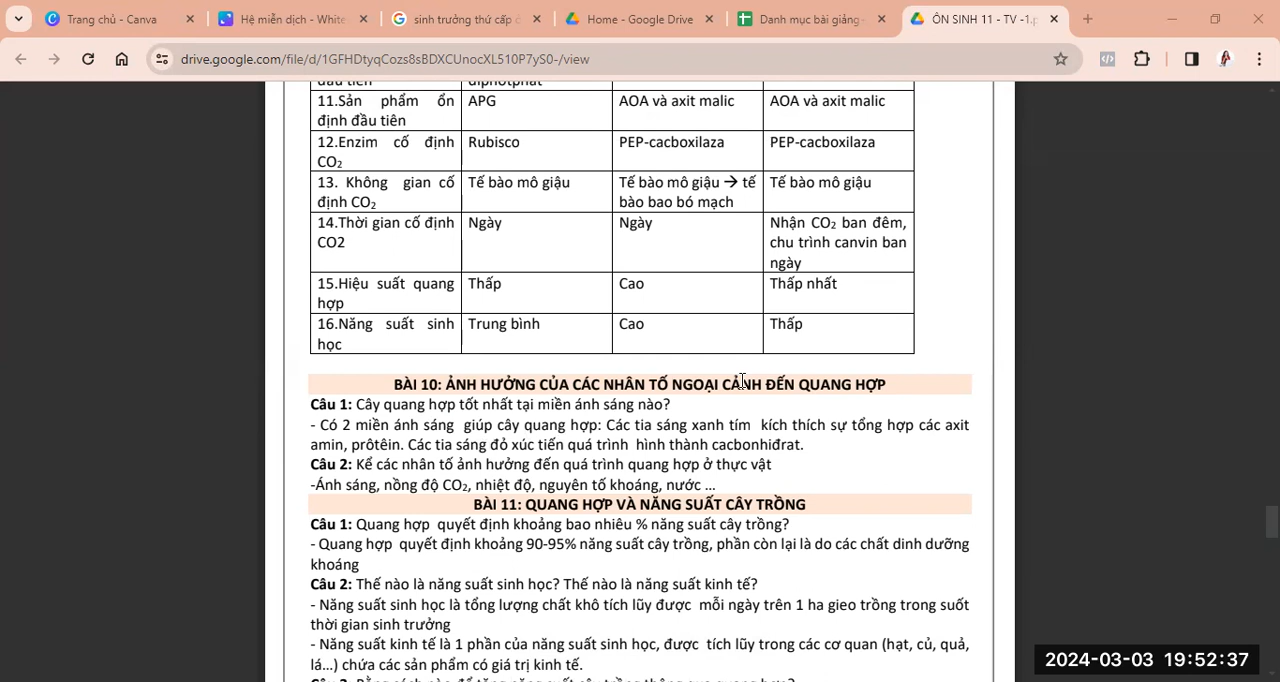 Trang chủ - Canva
Hệ miễn dịch - White
sinh trưởng thứ cấp
Home - Google Drive
Danh mục bài giảng
ÔN SINH 11 - TV -1.p
drive.google.com/file/d/1GFHDtyqCozs8sBDXCUnocXL510P7yS0-/view
11.Sản phẩm ổn định đầu tiên
APG
AOA và axit malic
AOA và axit malic
12.Enzim cố định CO₂
Rubisco
PEP-cacboxilaza
PEP-cacboxilaza
13. Không gian cố định CO₂
Tế bào mô giậu
Tế bào mô giậu → tế bào bao bó mạch
Tế bào mô giậu
14.Thời gian cố định CO2
Ngày
Ngày
Nhận CO₂ ban đêm, chu trình canvin ban ngày
15.Hiệu suất quang hợp
Thấp
Cao
Thấp nhất
16.Năng suất sinh học
Trung bình
Cao
Thấp
BÀI 10: ẢNH HƯỞNG CỦA CÁC NHÂN TỐ NGOẠI CẢNH ĐẾN QUANG HỢP
Câu 1: Cây quang hợp tốt nhất tại miền ánh sáng nào?
- Có 2 miền ánh sáng giúp cây quang hợp: Các tia sáng xanh tím kích thích sự tổng hợp các axit
amin, prôtêin. Các tia sáng đỏ xúc tiến quá trình hình thành cacbonhiđrat.
Câu 2: Kể các nhân tố ảnh hưởng đến quá trình quang hợp ở thực vật
-Ánh sáng, nồng độ CO₂, nhiệt độ, nguyên tố khoáng, nước …
BÀI 11: QUANG HỢP VÀ NĂNG SUẤT CÂY TRỒNG
Câu 1: Quang hợp quyết định khoảng bao nhiêu % năng suất cây trồng?
- Quang hợp quyết định khoảng 90-95% năng suất cây trồng, phần còn lại là do các chất dinh dưỡng
khoáng
Câu 2: Thế nào là năng suất sinh học? Thế nào là năng suất kinh tế?
- Năng suất sinh học là tổng lượng chất khô tích lũy được mỗi ngày trên 1 ha gieo trồng trong suốt
thời gian sinh trưởng
- Năng suất kinh tế là 1 phần của năng suất sinh học, được tích lũy trong các cơ quan (hạt, củ, quả,
lá…) chứa các sản phẩm có giá trị kinh tế.
2024-03-03 19:52:37